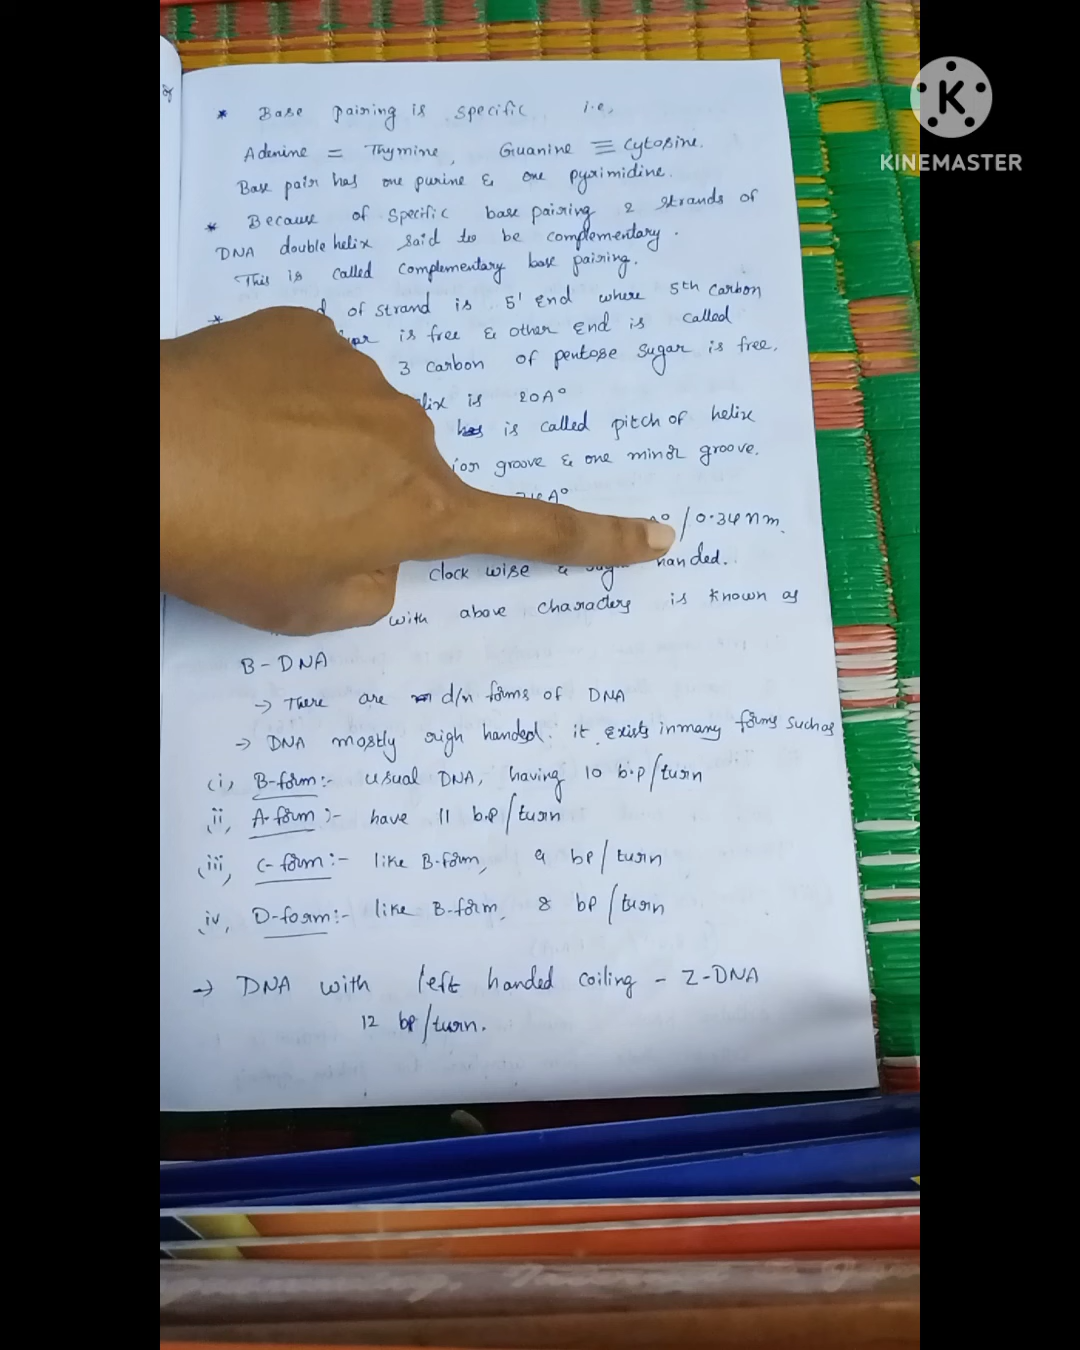 KINEMASTER
* Base pairing is specific i.e,
Adenine = Thymine, Guanine ≡ Cytosine.
Base pair has one purine & one pyrimidine.
* Because of specific base pairing 2 strands of
DNA double helix said to be complementary.
This is called complementary base pairing.
* of strand is 5' end where 5th carbon
is free & other end is called
3 carbon of pentose sugar is free.
is 20A°
is called pitch of helix
groove & one minor groove.
A°
A° / 0.34 nm.
clock wise & handed.
with above characters is known as
B-DNA
→ There are d/n forms of DNA
→ DNA mostly righ handed. it exists in many forms such as
(i) B-form:- usual DNA, having 10 b.p/turn
ii, A-form:- have 11 b.p/turn
iii, C-form:- like B-form, 9 bp/turn
iv, D-form:- like B-form, 8 bp/turn
→ DNA with left handed coiling - Z-DNA
12 bp/turn.